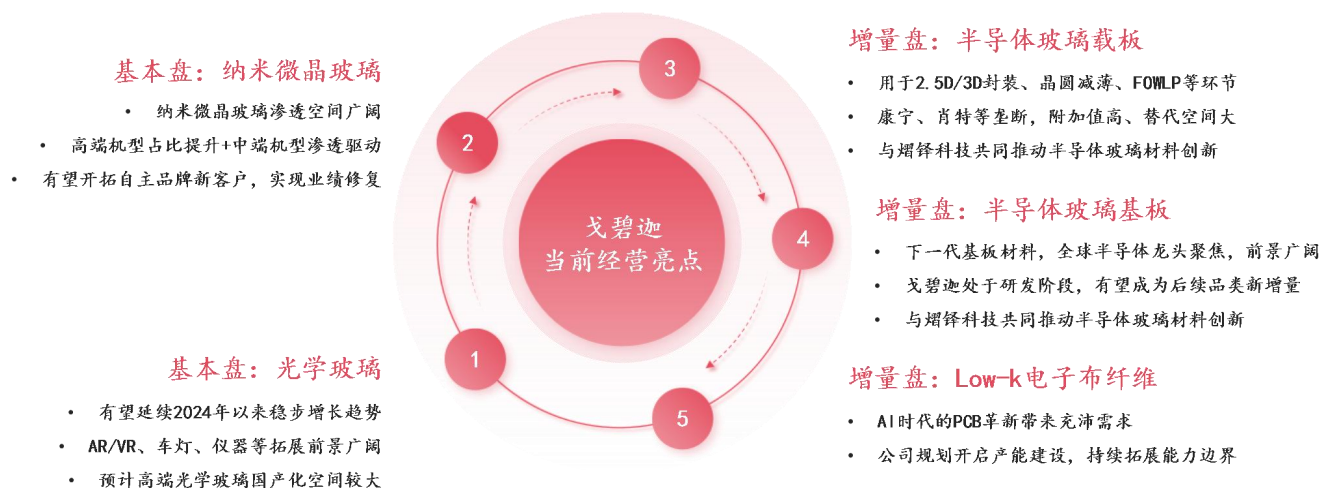 基本盘：纳米微晶玻璃
• 纳米微晶玻璃渗透空间广阔
• 高端机型占比提升+中端机型渗透驱动
• 有望开拓自主品牌新客户，实现业绩修复
基本盘：光学玻璃
• 有望延续2024年以来稳步增长趋势
• AR/VR、车灯、仪器等拓展前景广阔
• 预计高端光学玻璃国产化空间较大
戈碧迦
当前经营亮点
1
2
3
4
5
增量盘：半导体玻璃载板
• 用于2.5D/3D封装、晶圆减薄、FOWLP等环节
• 康宁、肖特等垄断，附加值高、替代空间大
• 与熠铎科技共同推动半导体玻璃材料创新
增量盘：半导体玻璃基板
• 下一代基板材料，全球半导体龙头聚焦，前景广阔
• 戈碧迦处于研发阶段，有望成为后续品类新增量
• 与熠铎科技共同推动半导体玻璃材料创新
增量盘：Low-k电子布纤维
• AI时代的PCB革新带来充沛需求
• 公司规划开启产能建设，持续拓展能力边界